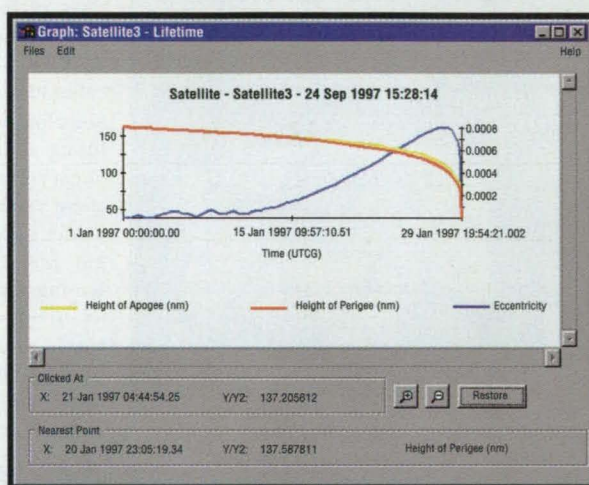 Graph: Satellite3 - Lifetime
Files Edit Help
Satellite - Satellite3 - 24 Sep 1997 15:28:14
150
100
50
0.0008
0.0006
0.0004
0.0002
1 Jan 1997 00:00:00.00 15 Jan 1997 09:57:10.51 29 Jan 1997 19:54:21.002
Time (UTCG)
Height of Apogee (nm) Height of Perigee (nm) Eccentricity
Clicked At
X: 21 Jan 1997 04:44:54.25 Y/Y2: 137.205612
Restore
Nearest Point
X: 20 Jan 1997 23:05:19.34 Y/Y2: 137.587811 Height of Perigee (nm)